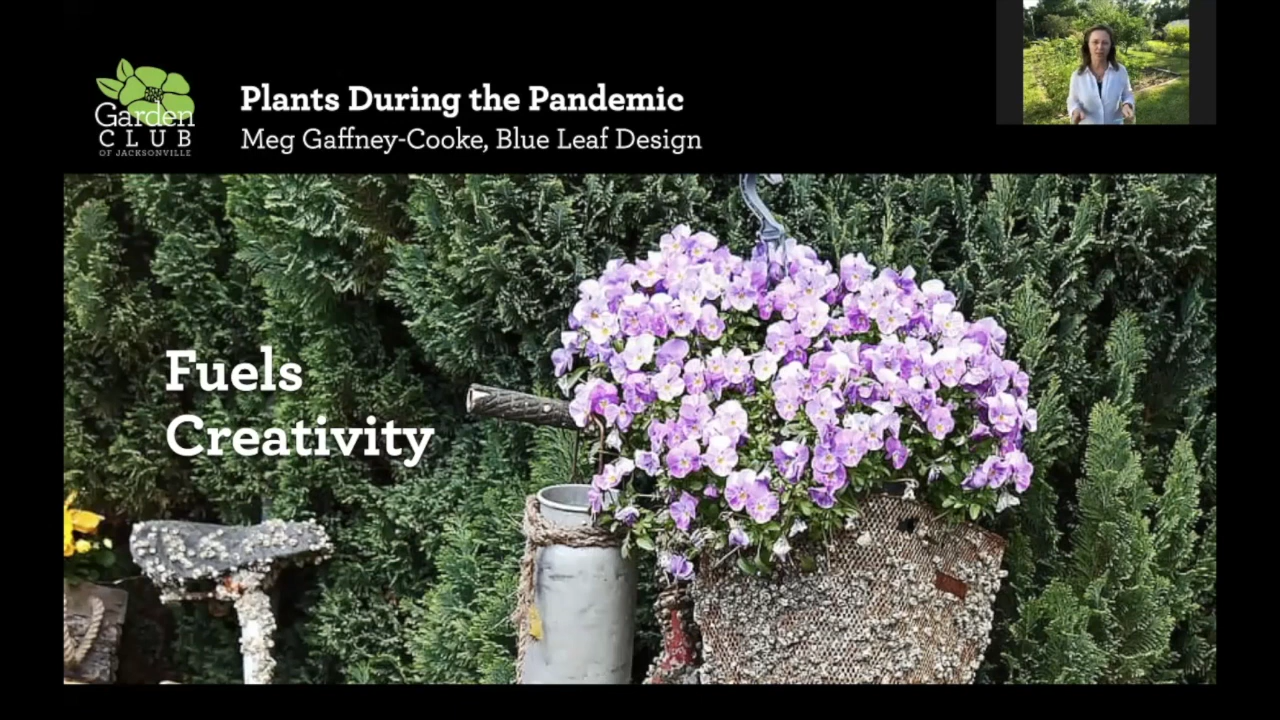 Garden
CLUB
OF JACKSONVILLE
Plants During the Pandemic
Meg Gaffney-Cooke, Blue Leaf Design
Fuels
Creativity